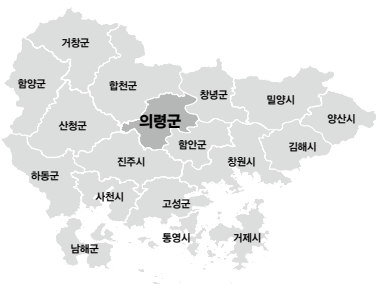 거창군
함양군
합천군
창녕군
밀양시
양산시
산청군
의령군
함안군
김해시
진주시
창원시
하동군
사천시
고성군
통영시
거제시
남해군